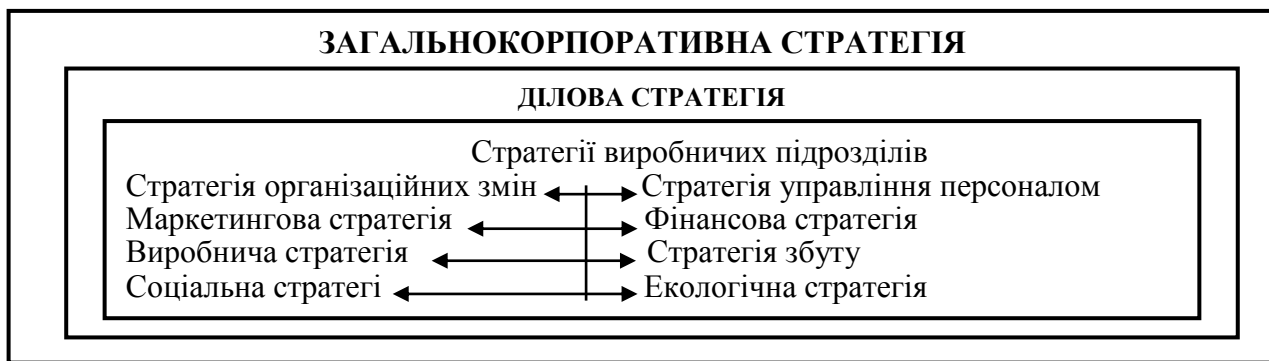 ЗАГАЛЬНОКОРПОРАТИВНА СТРАТЕГІЯ
ДІЛОВА СТРАТЕГІЯ
Стратегії виробничих підрозділів
Стратегія організаційних змін Стратегія управління персоналом
Маркетингова стратегія Фінансова стратегія
Виробнича стратегія Стратегія збуту
Соціальна стратегі Екологічна стратегія